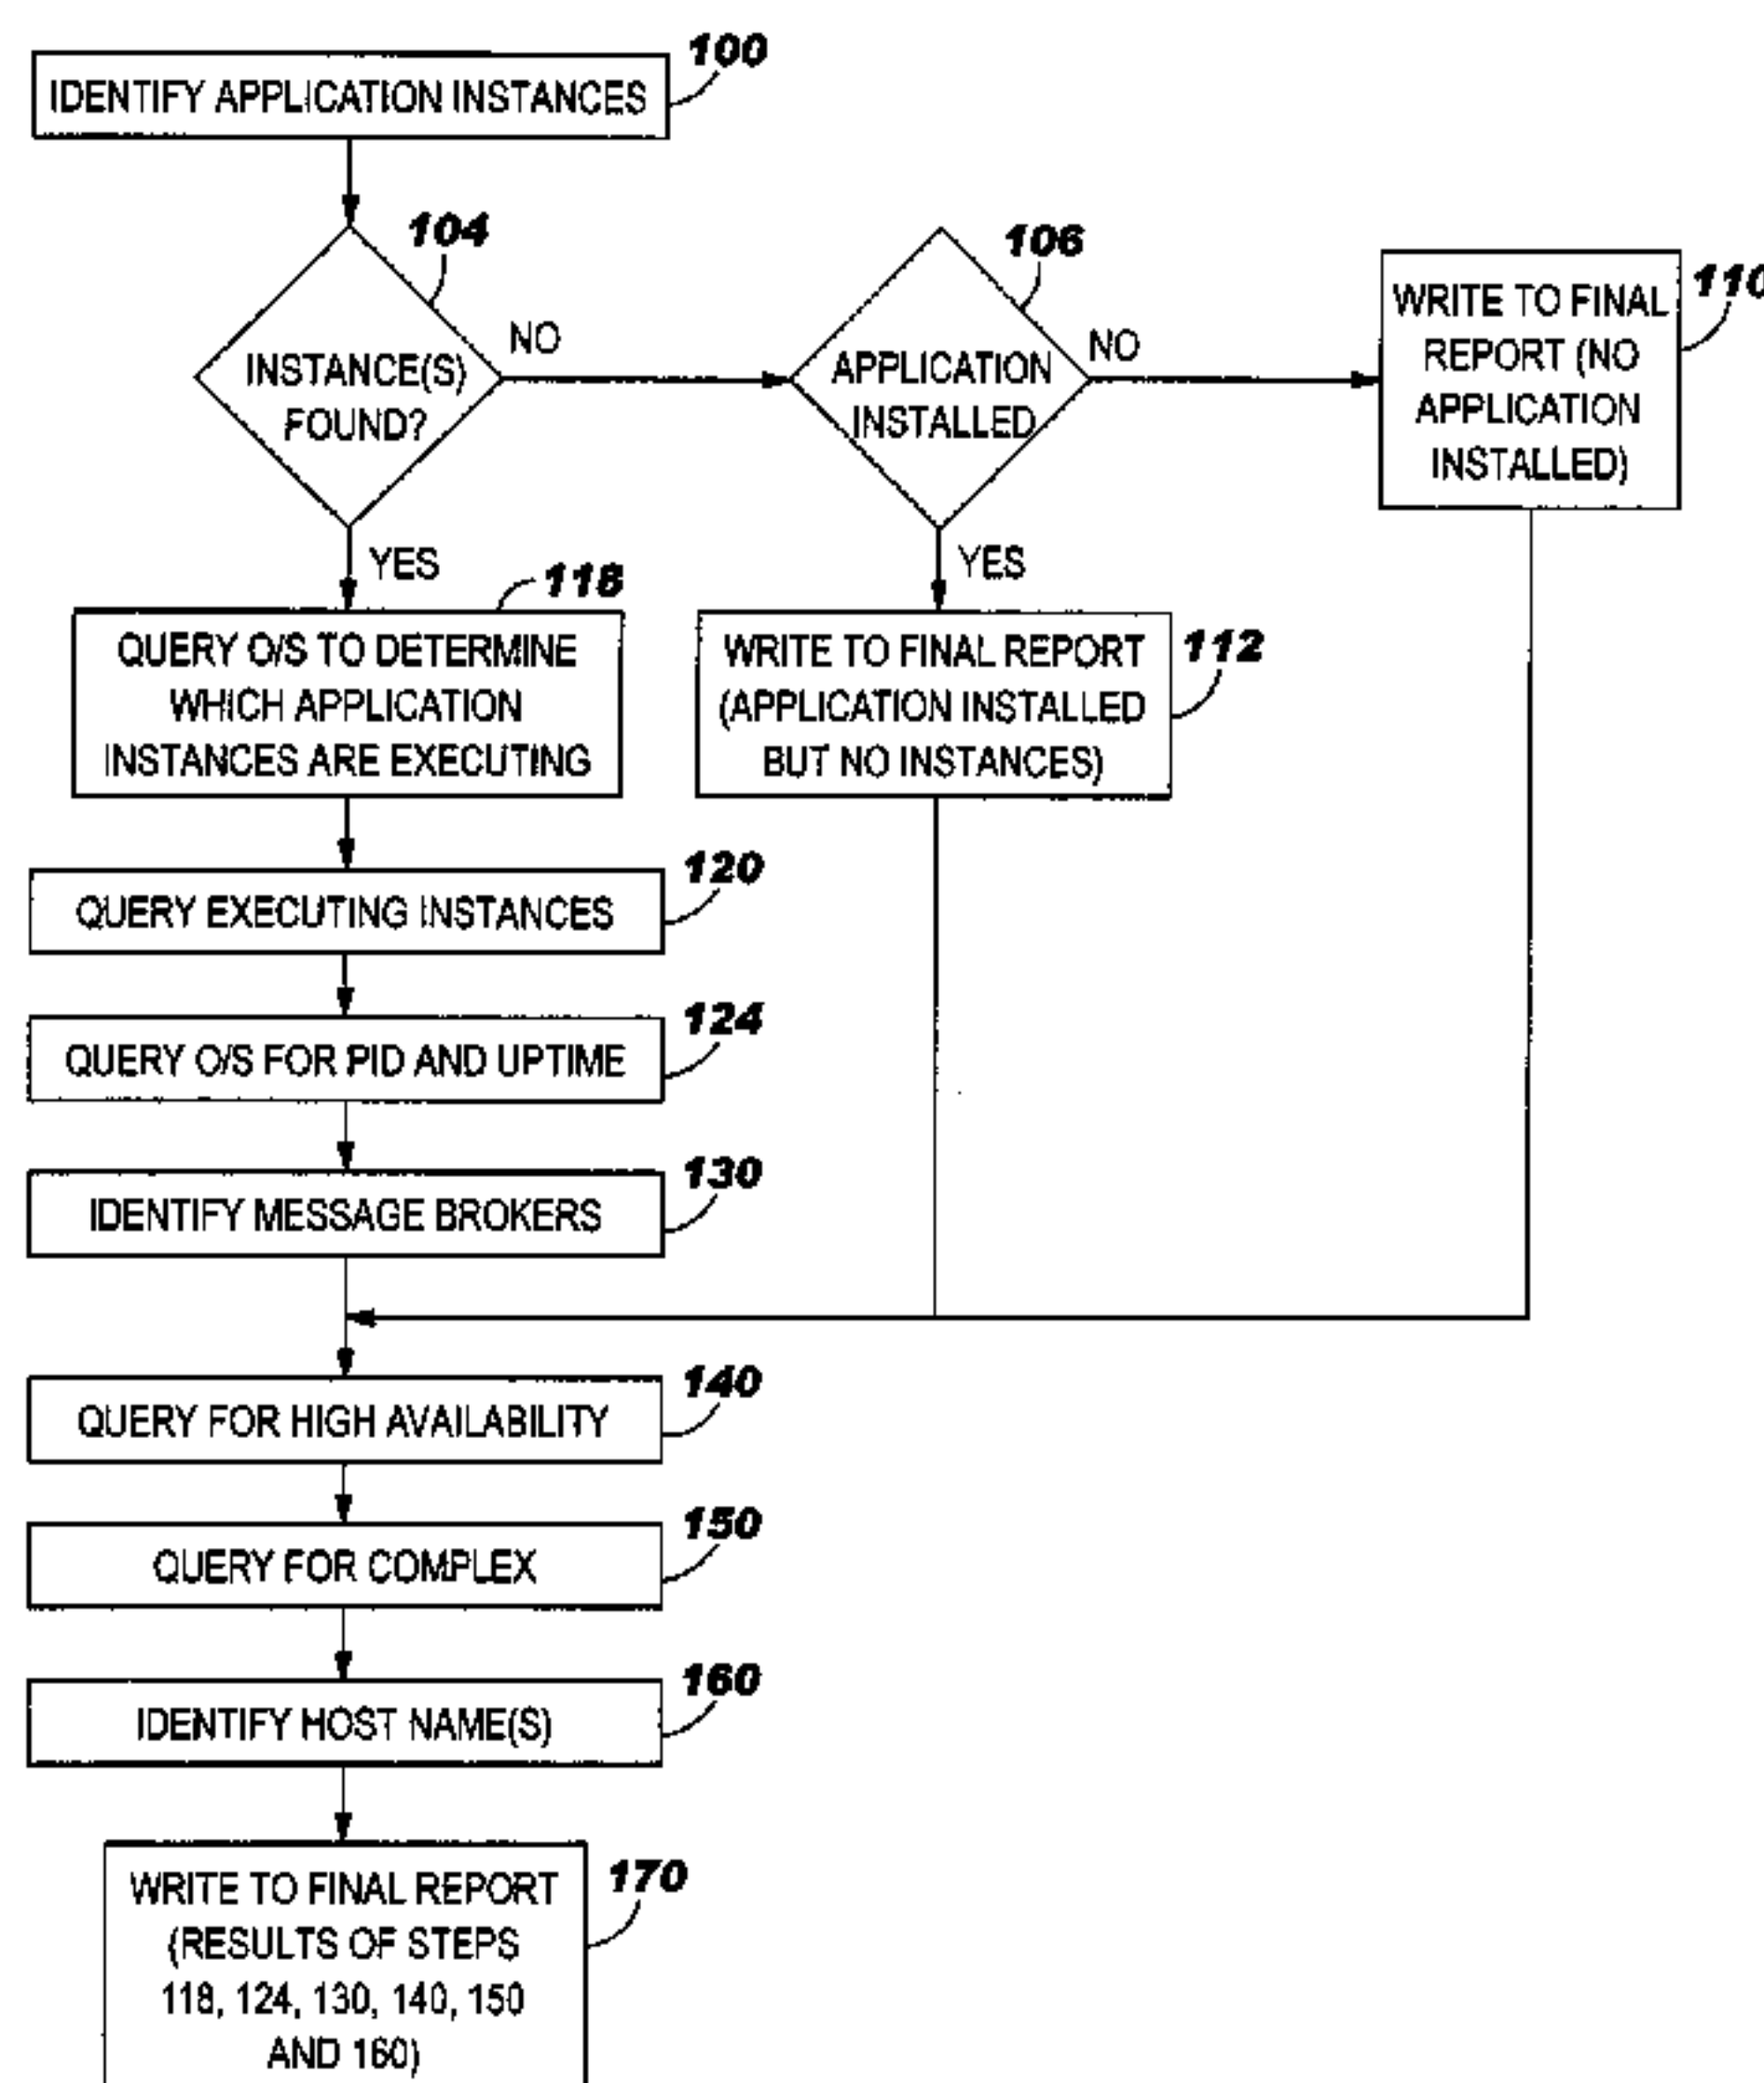 100
IDENTIFY APPLICATION INSTANCES
104
INSTANCE(S)
FOUND?
NO
106
APPLICATION
INSTALLED
NO
110
WRITE TO FINAL
REPORT (NO
APPLICATION
INSTALLED)
YES
118
QUERY O/S TO DETERMINE
WHICH APPLICATION
INSTANCES ARE EXECUTING
YES
112
WRITE TO FINAL REPORT
(APPLICATION INSTALLED
BUT NO INSTANCES)
120
QUERY EXECUTING INSTANCES
124
QUERY O/S FOR PID AND UPTIME
130
IDENTIFY MESSAGE BROKERS
140
QUERY FOR HIGH AVAILABILITY
150
QUERY FOR COMPLEX
160
IDENTIFY HOST NAME(S)
170
WRITE TO FINAL REPORT
(RESULTS OF STEPS
118, 124, 130, 140, 150
AND 160)